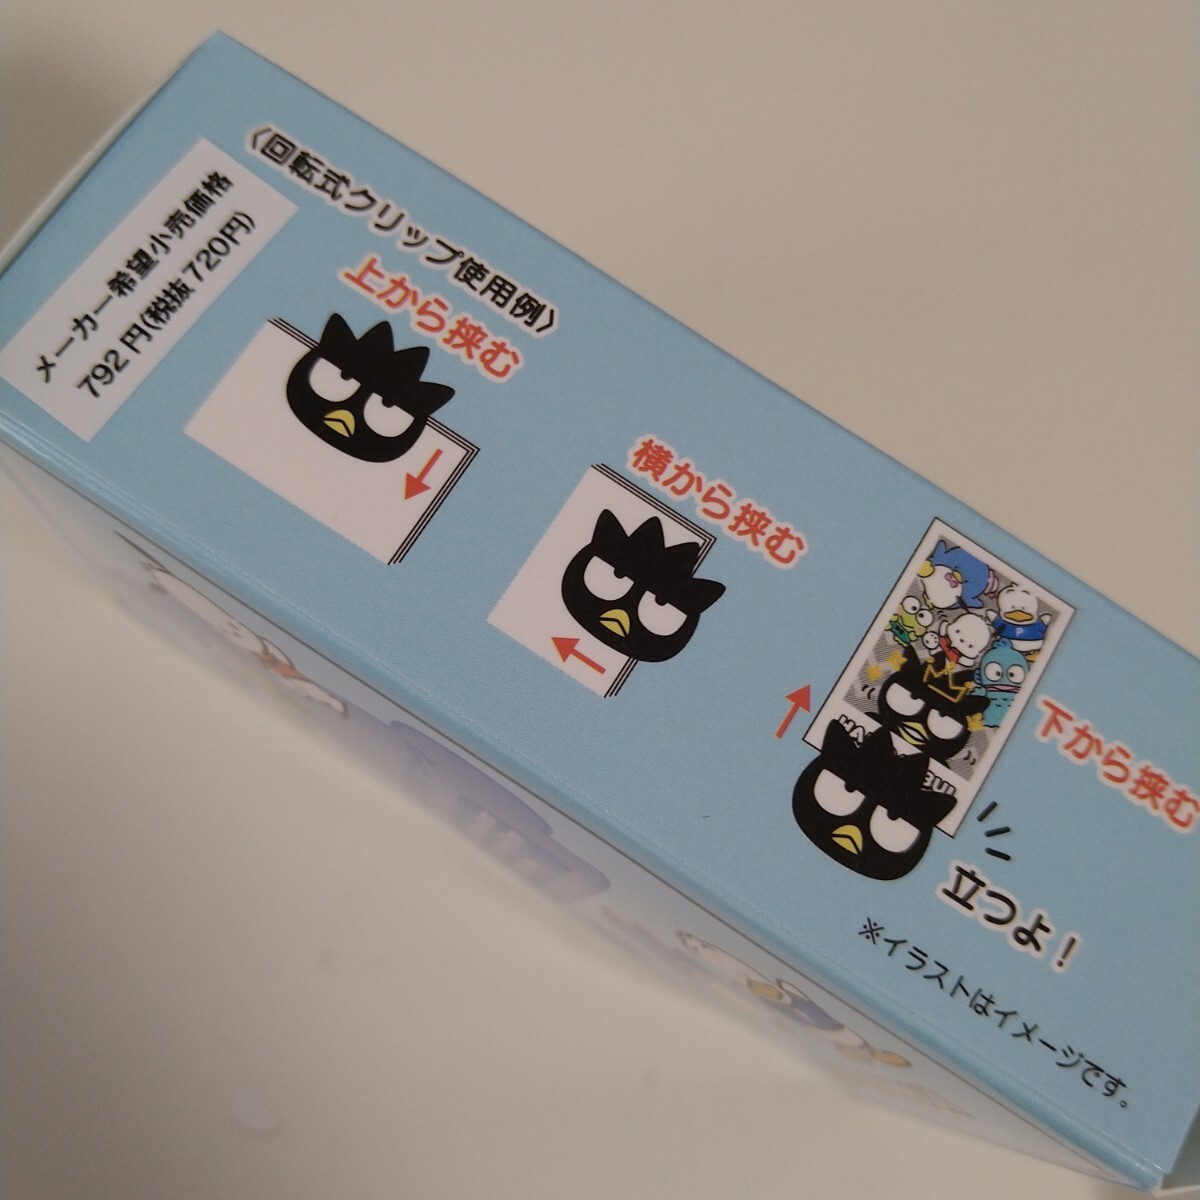 メーカー希望小売価格
792円(税抜720円)
〈回転式クリップ使用例〉
上から挟む
横から挟む
下から挟む
立つよ！
※イラストはイメージです。